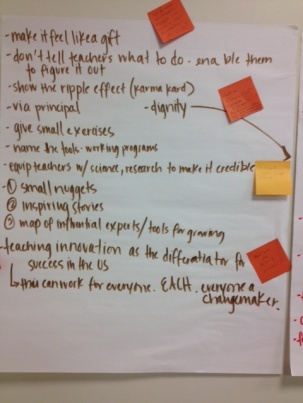 - make it feel like a gift
- don't tell teachers what to do - enable them
to figure it out
- show the ripple effect (karma kard)
- via principal - dignity
- give small exercises
- name the tools - working programs
- equip teachers w/ science, research to make it credible
- ① small nuggets
② inspiring stories
③ map of influential experts/tools for growing
- teaching innovation as the differentiator for
success in the US
↳ this can work for everyone. EACH. everyone a
changemaker.